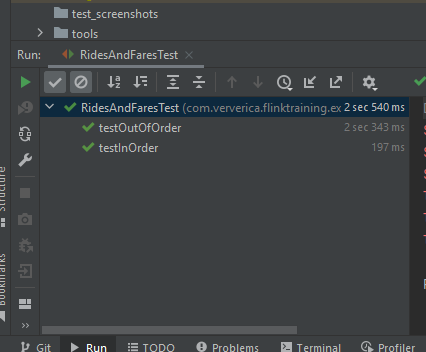 test_screenshots
tools
Run: RidesAndFaresTest
RidesAndFaresTest (com.ververica.flinktraining.ex 2 sec 540 ms
testOutOfOrder 2 sec 343 ms
testInOrder 197 ms
Structure
Bookmarks
Git Run TODO Problems Terminal Profiler